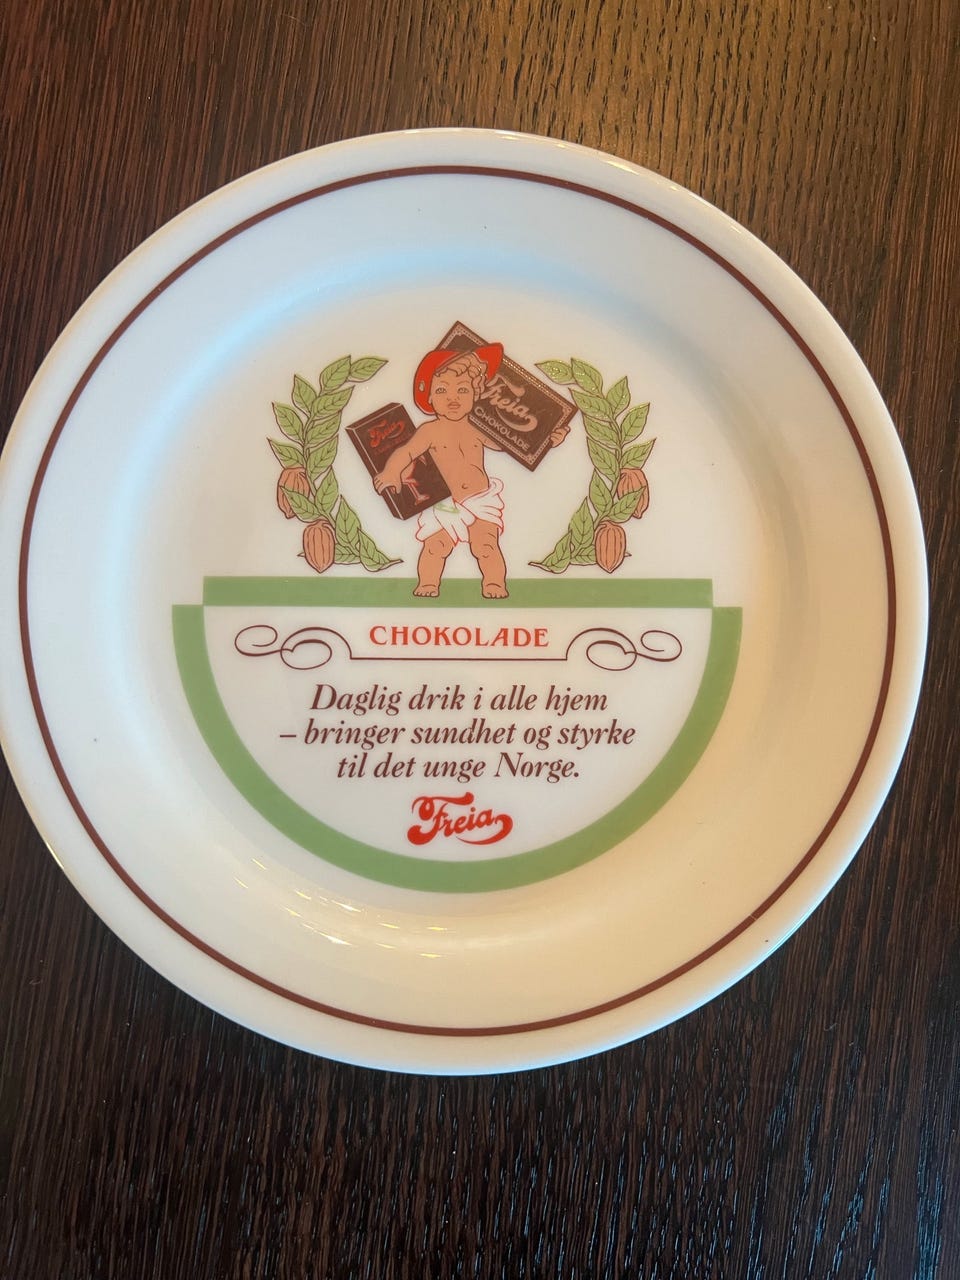 Freia
CHOKOLADE
Freia
CHOKOLADE
Daglig drik i alle hjem
– bringer sundhet og styrke
til det unge Norge.
Freia